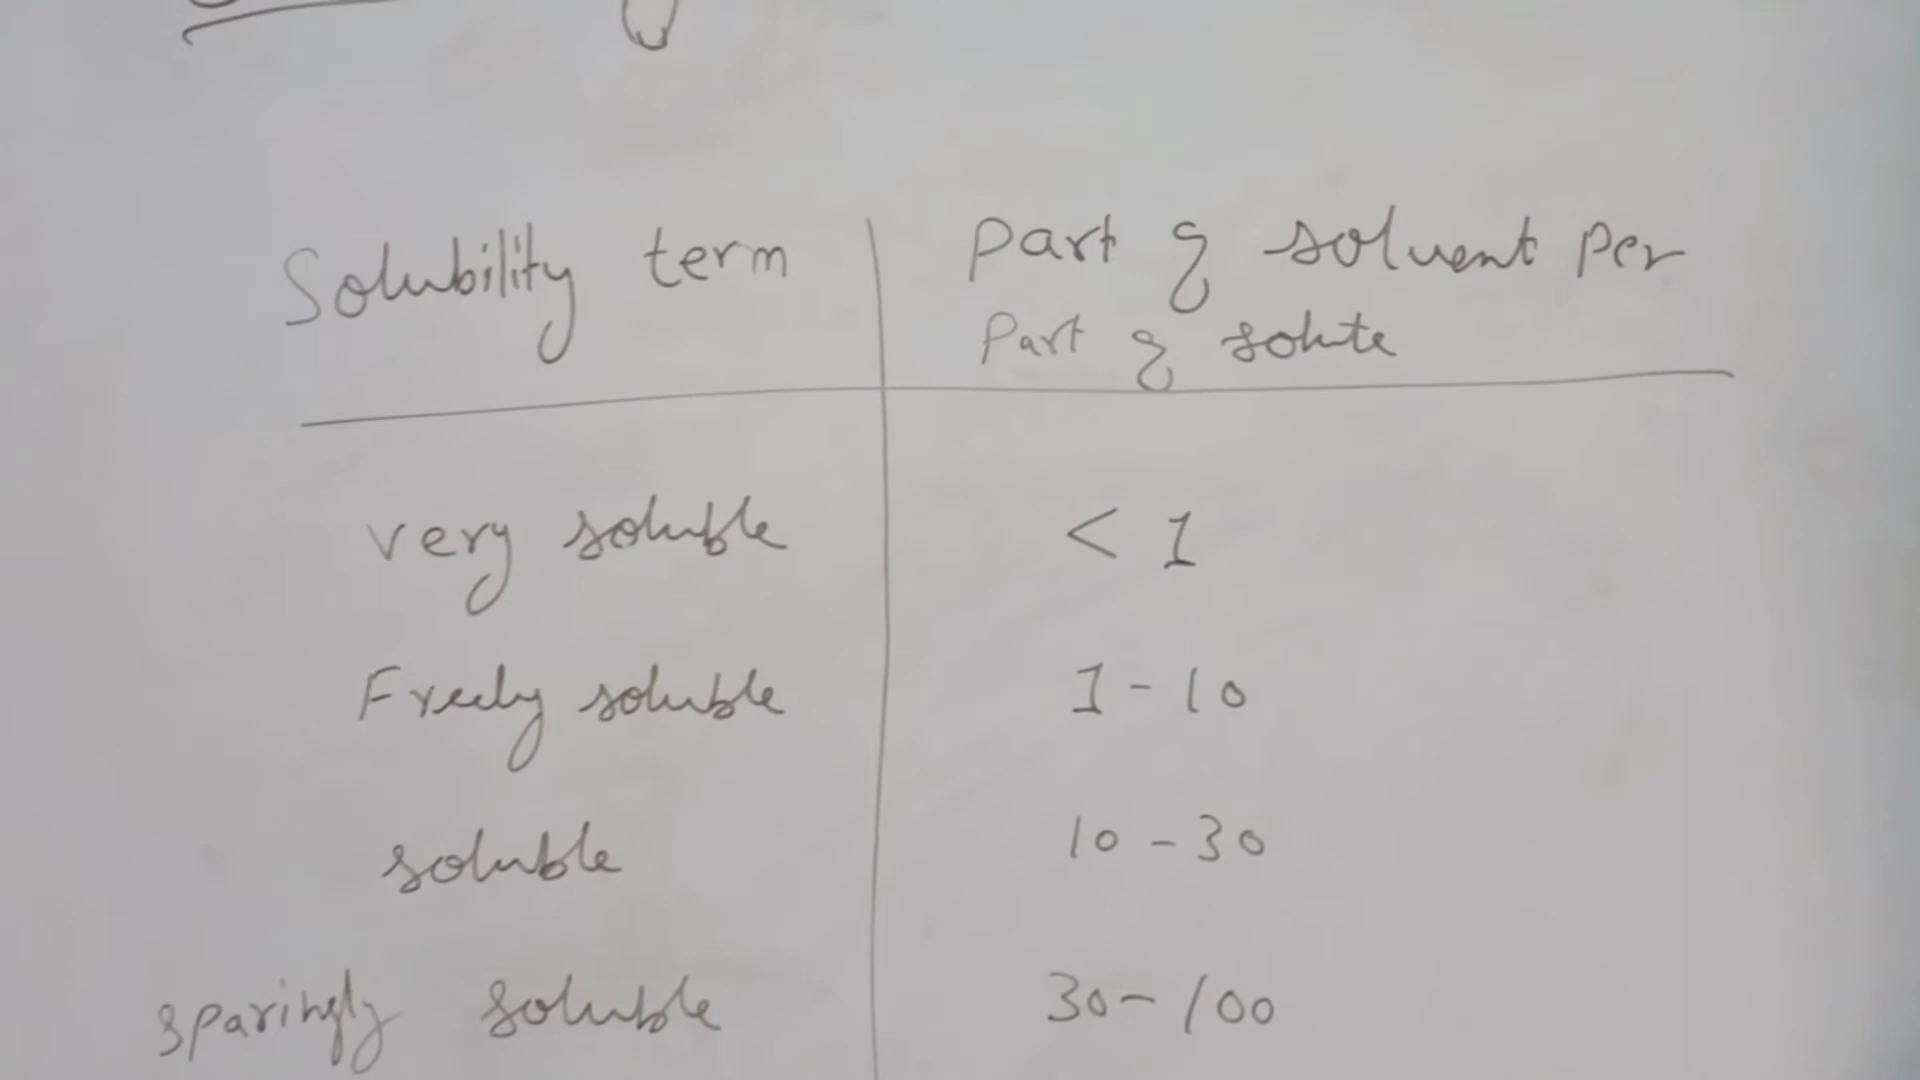 Solubility term | Part of solvent per
Part of solute
very soluble | < 1
Freely soluble | 1 - 10
soluble | 10 - 30
sparingly soluble | 30 - 100